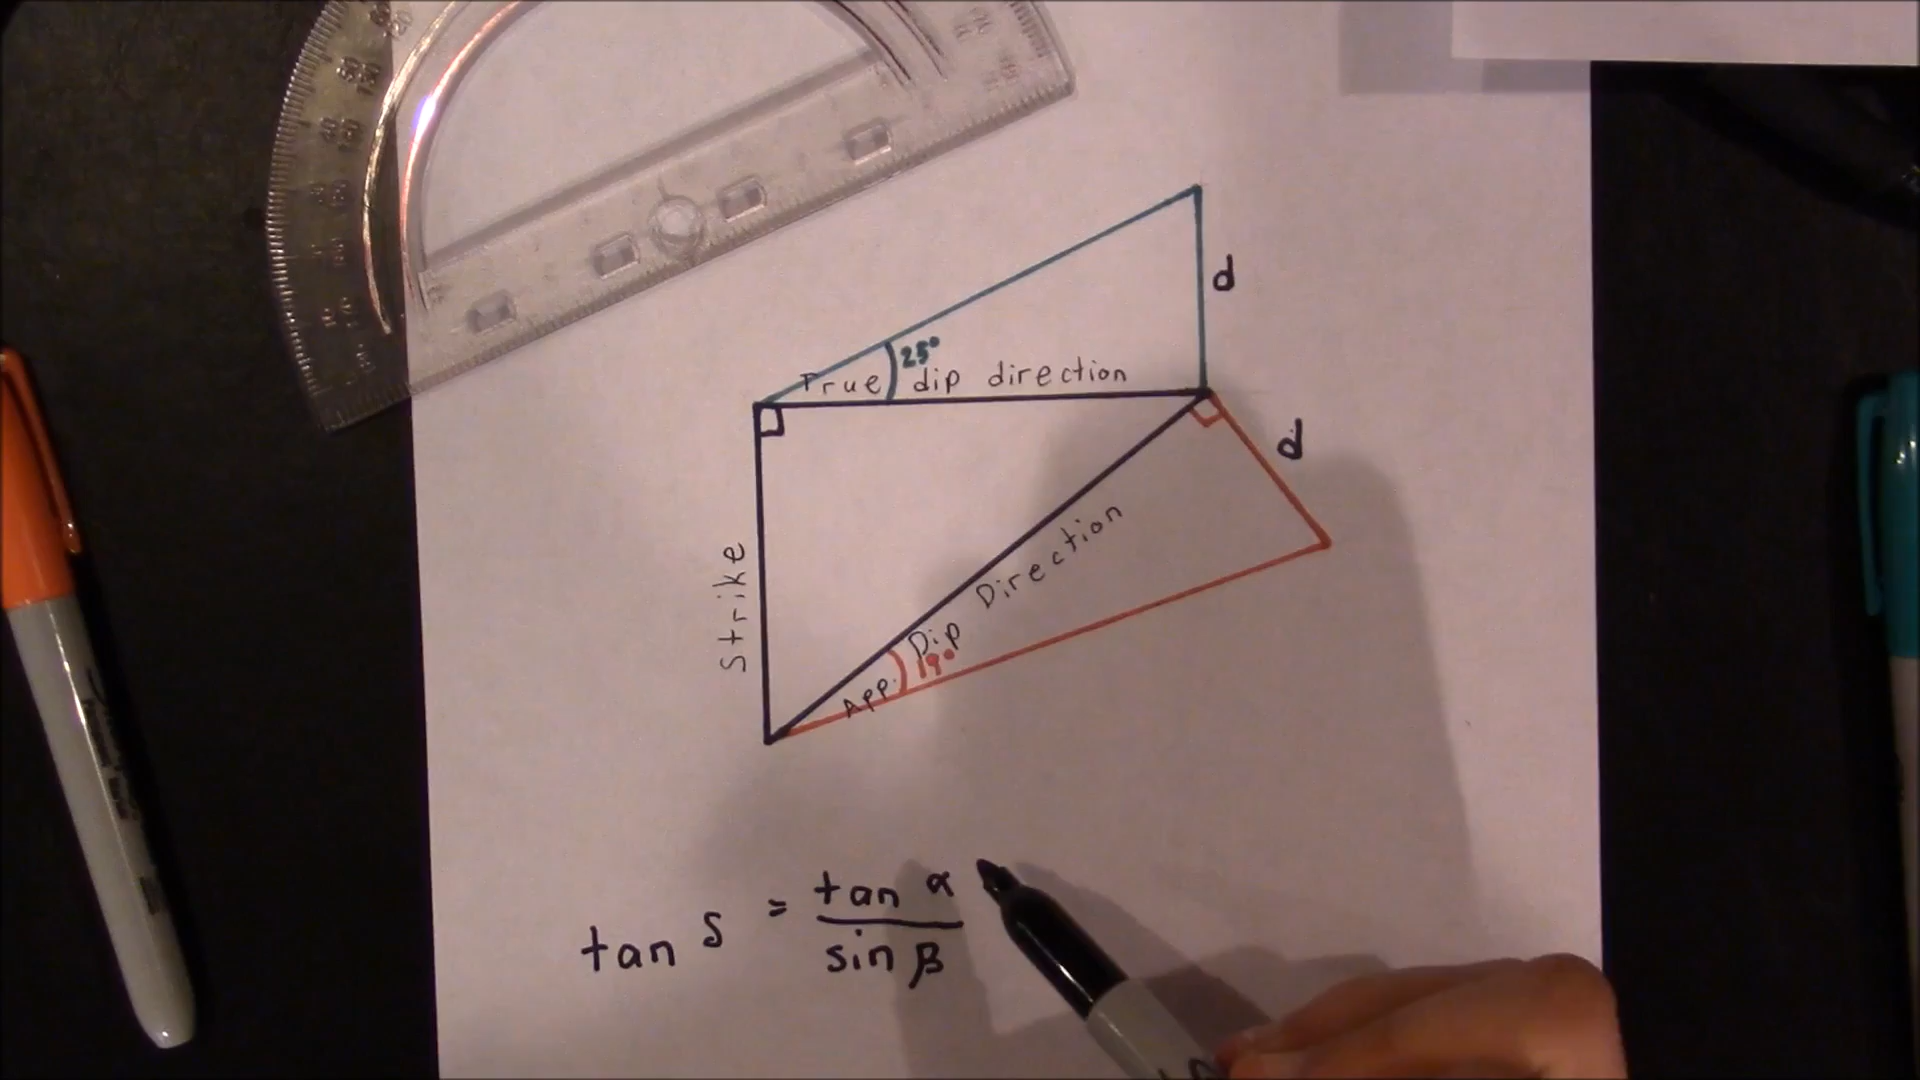 d
25°
True dip direction
d
Strike
App. Dip Direction
19°
tan S = tan α
sin β